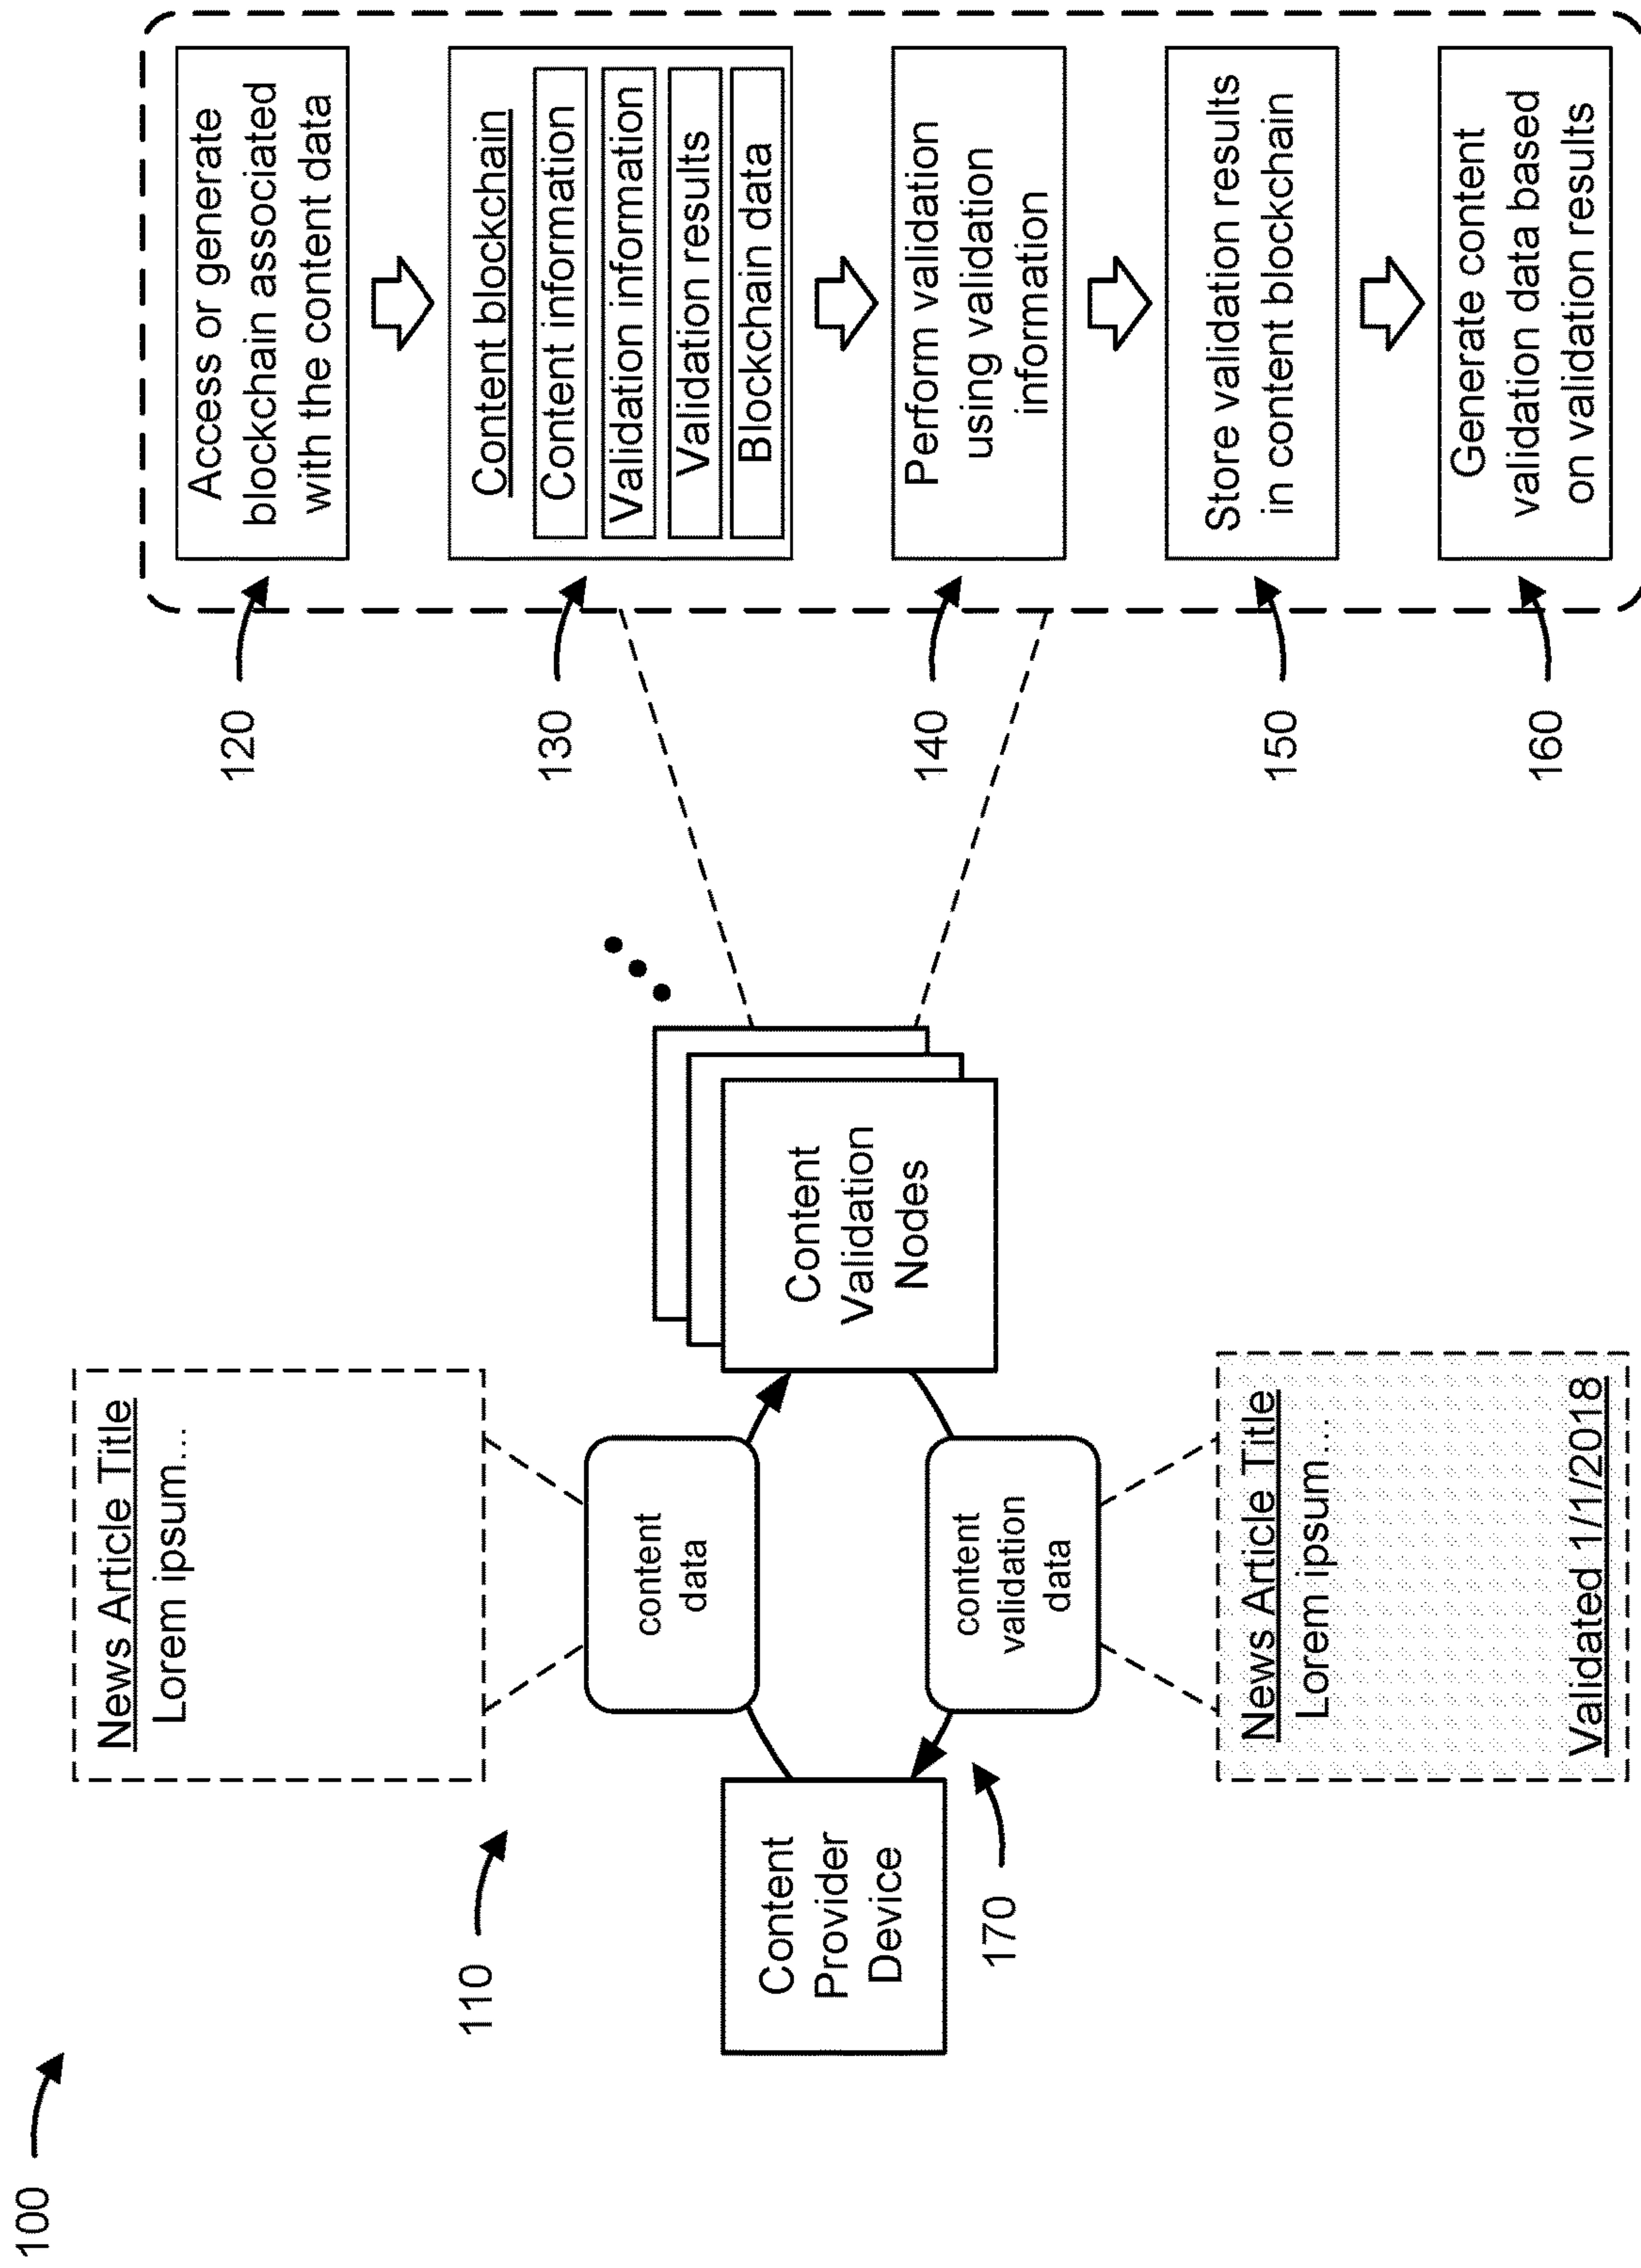 100
110
News Article Title
Lorem ipsum...
content
data
Content
Provider
Device
Content
Validation
Nodes
content
validation
data
170
News Article Title
Lorem ipsum...
Validated 1/1/2018
120
Access or generate
blockchain associated
with the content data
130
Content blockchain
Content information
Validation information
Validation results
Blockchain data
140
Perform validation
using validation
information
150
Store validation results
in content blockchain
160
Generate content
validation data based
on validation results